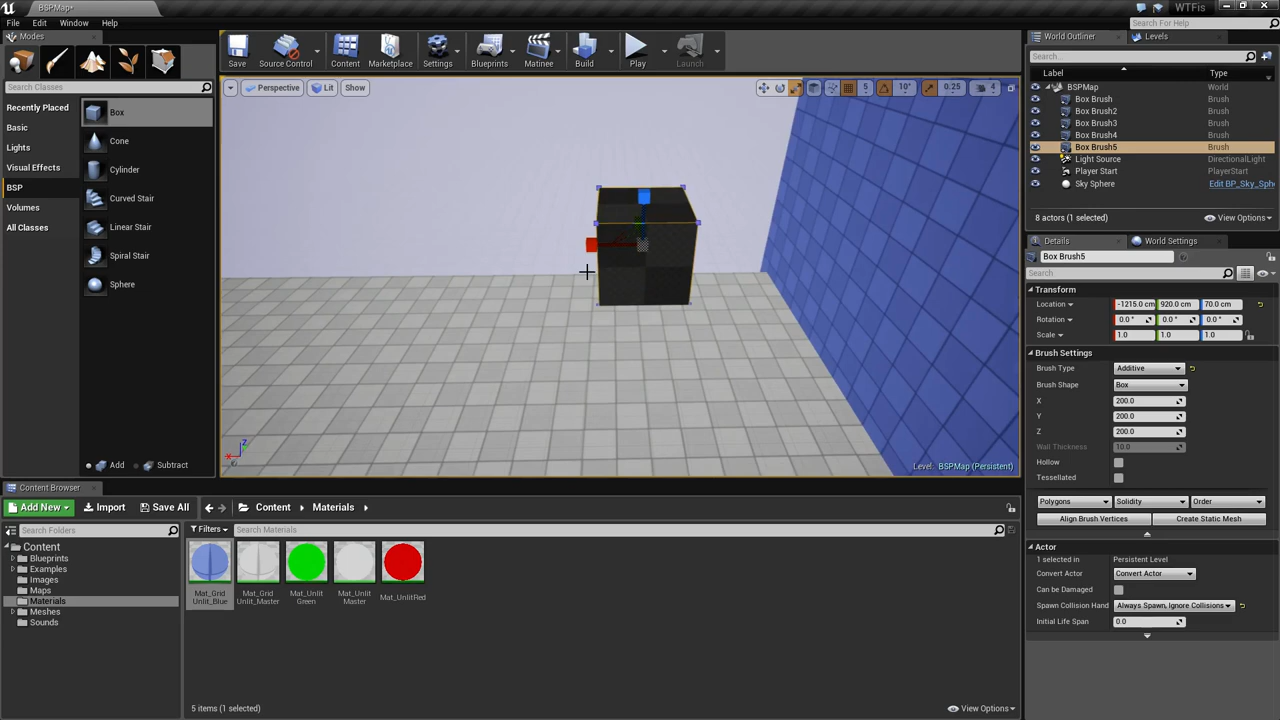 BSPMap*
WTFis
File Edit Window Help
Search For Help
Modes
Search Classes
Recently Placed
Basic
Lights
Visual Effects
BSP
Volumes
All Classes
Box
Cone
Cylinder
Curved Stair
Linear Stair
Spiral Stair
Sphere
Add Subtract
Save
Source Control
Content
Marketplace
Settings
Blueprints
Matinee
Build
Play
Launch
Perspective Lit Show
5 10° 0.25 4
Level: BSPMap (Persistent)
World Outliner Levels
Search...
Label Type
BSPMap World
Box Brush Brush
Box Brush2 Brush
Box Brush3 Brush
Box Brush4 Brush
Box Brush5 Brush
Light Source DirectionalLight
Player Start PlayerStart
Sky Sphere Edit BP_Sky_Sph
8 actors (1 selected) View Options
Details World Settings
Box Brush5
Search
Transform
Location -1215.0 cm 920.0 cm 70.0 cm
Rotation 0.0 ° 0.0 ° 0.0 °
Scale 1.0 1.0 1.0
Brush Settings
Brush Type Additive
Brush Shape Box
X 200.0
Y 200.0
Z 200.0
Wall Thickness 10.0
Hollow
Tessellated
Polygons Solidity Order
Align Brush Vertices Create Static Mesh
Actor
1 selected in Persistent Level
Convert Actor Convert Actor
Can be Damaged
Spawn Collision Hand Always Spawn, Ignore Collisions
Initial Life Span 0.0
Content Browser
Add New Import Save All Content Materials
Search Folders
Filters Search Materials
Content
Blueprints
Examples
Images
Maps
Materials
Meshes
Sounds
Mat_Grid
Unlit_Blue
Mat_Grid
Unlit_Master
Mat_Unlit
Green
Mat_Unlit
Master
Mat_UnlitRed
5 items (1 selected)
View Options